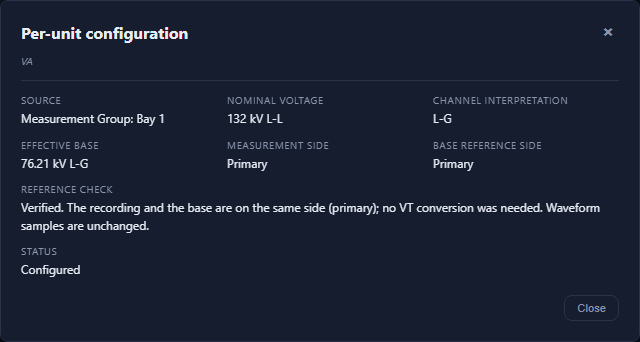 Per-unit configuration
×
VA
SOURCE
Measurement Group: Bay 1
NOMINAL VOLTAGE
132 kV L-L
CHANNEL INTERPRETATION
L-G
EFFECTIVE BASE
76.21 kV L-G
MEASUREMENT SIDE
Primary
BASE REFERENCE SIDE
Primary
REFERENCE CHECK
Verified. The recording and the base are on the same side (primary); no VT conversion was needed. Waveform
samples are unchanged.
STATUS
Configured
Close